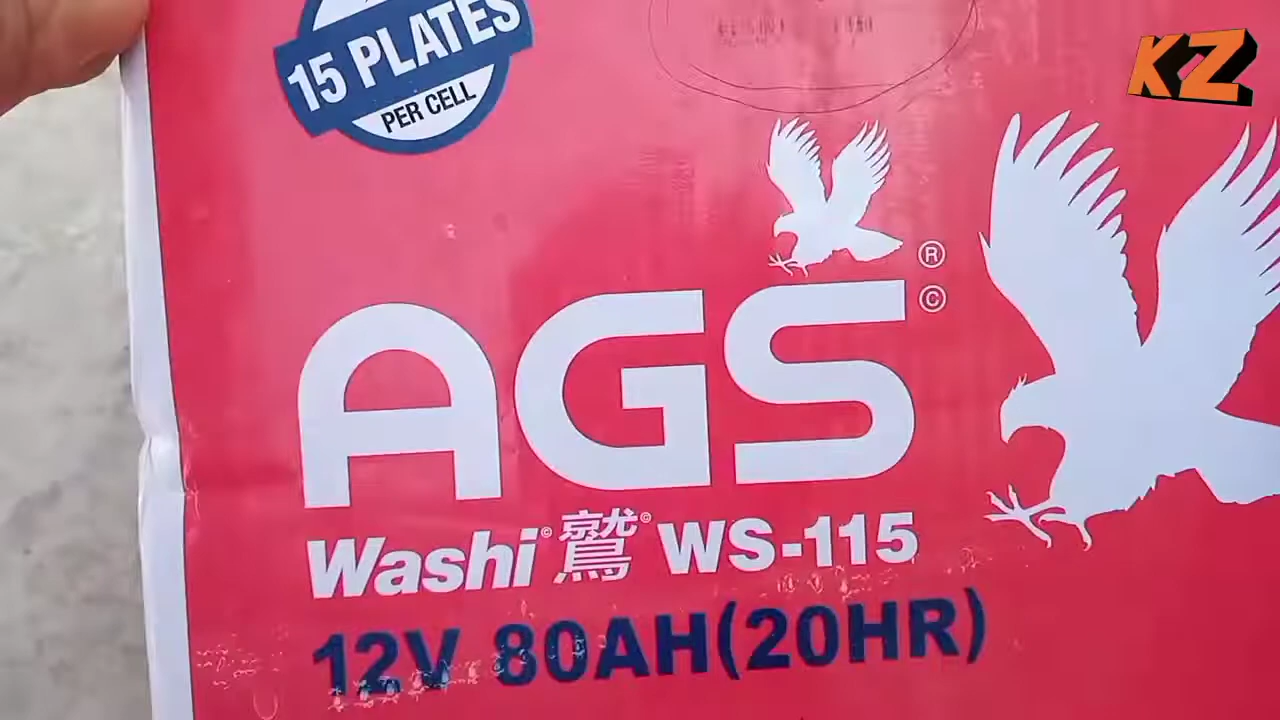 15 PLATES
PER CELL
KZ
®
©
AGS
Washi© 鷲© WS-115
12V 80AH(20HR)